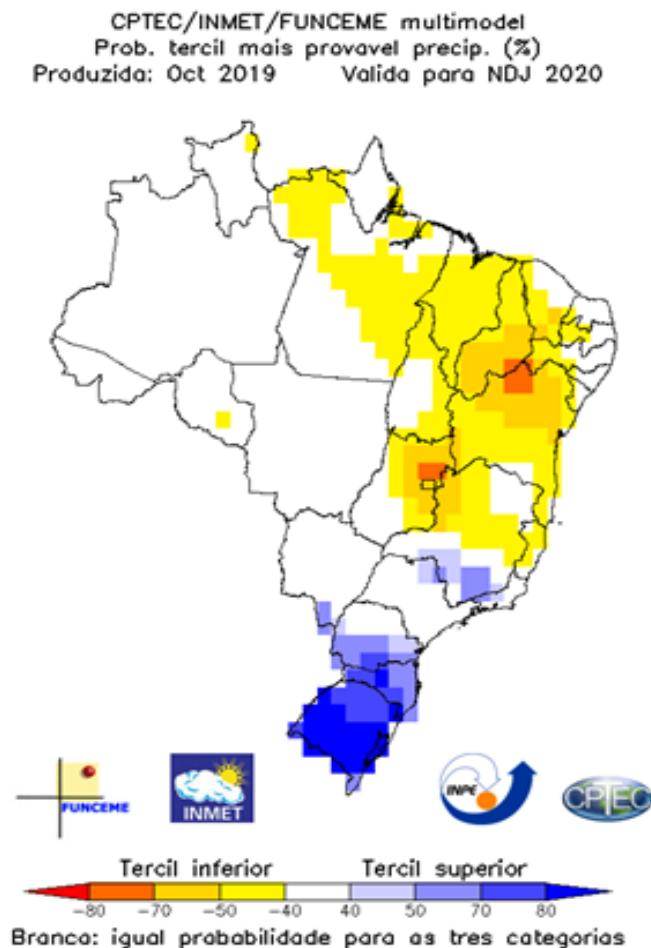 CPTEC/INMET/FUNCEME multimodel
Prob. tercil mais provavel precip. (%)
Produzida: Oct 2019 Valida para NDJ 2020
FUNCEME
INMET
INPE
CPTEC
Tercil inferior Tercil superior
-80 -70 -50 -40 40 50 70 80
Branca: igual probabilidade para as tres categorias